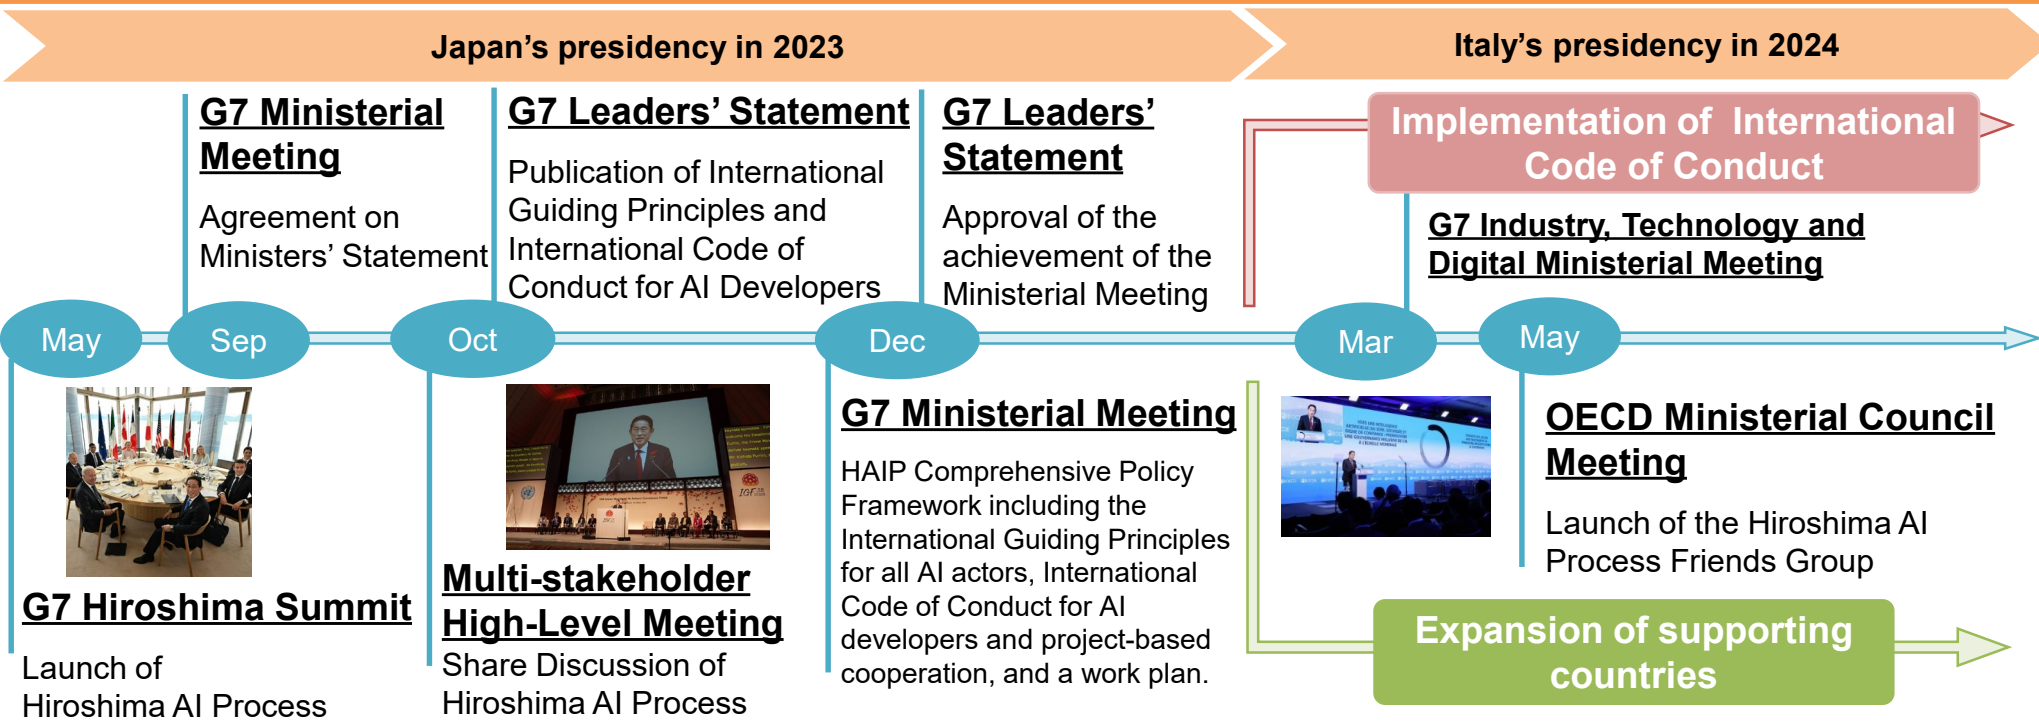 Japan's presidency in 2023
Italy's presidency in 2024
G7 Ministerial
Meeting
Agreement on
Ministers' Statement
G7 Leaders' Statement
Publication of International
Guiding Principles and
International Code of
Conduct for AI Developers
G7 Leaders'
Statement
Approval of the
achievement of the
Ministerial Meeting
Implementation of  International
Code of Conduct
G7 Industry, Technology and
Digital Ministerial Meeting
May
Sep
Oct
Dec
Mar
May
G7 Hiroshima Summit
Launch of
Hiroshima AI Process
IGF
Multi-stakeholder
High-Level Meeting
Share Discussion of
Hiroshima AI Process
G7 Ministerial Meeting
HAIP Comprehensive Policy
Framework including the
International Guiding Principles
for all AI actors, International
Code of Conduct for AI
developers and project-based
cooperation, and a work plan.
OECD Ministerial Council
Meeting
Launch of the Hiroshima AI
Process Friends Group
Expansion of supporting
countries